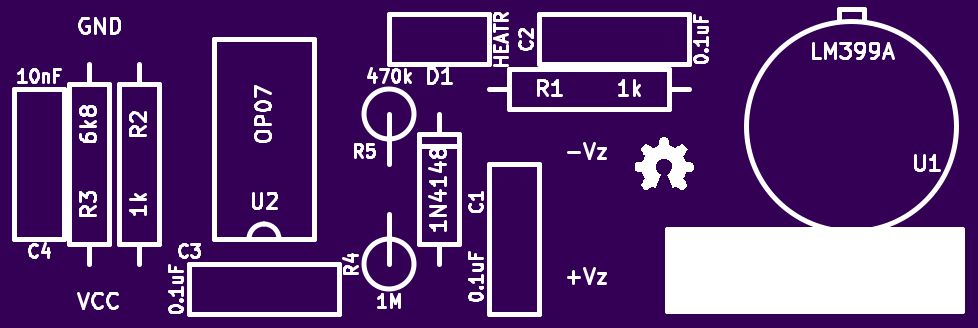 GND
10nF
6k8
R3
R2
1k
C4
VCC
OP07
U2
C3
0.1uF
470k
R5
R4
1M
D1
1N4148
HEATR
C2
0.1uF
R1 1k
C1
0.1uF
-Vz
+Vz
LM399A
U1